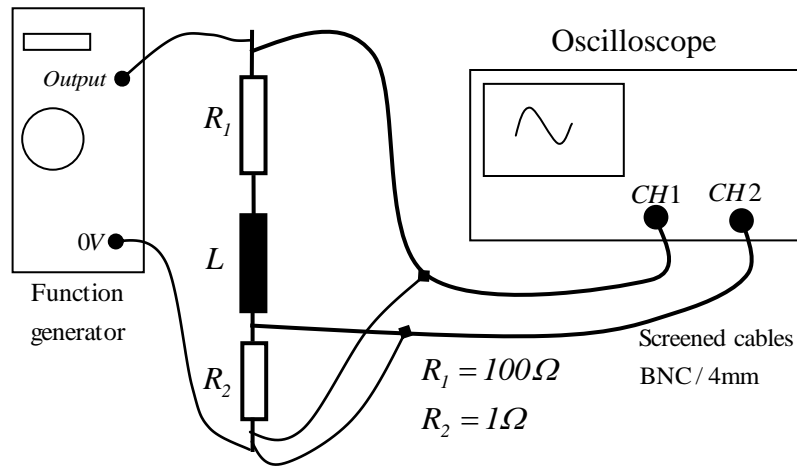 Oscilloscope
Output
R₁
CH1
CH2
0V
L
Function
generator
Screened cables
BNC / 4mm
R₂
R₁ = 100Ω
R₂ = 1Ω